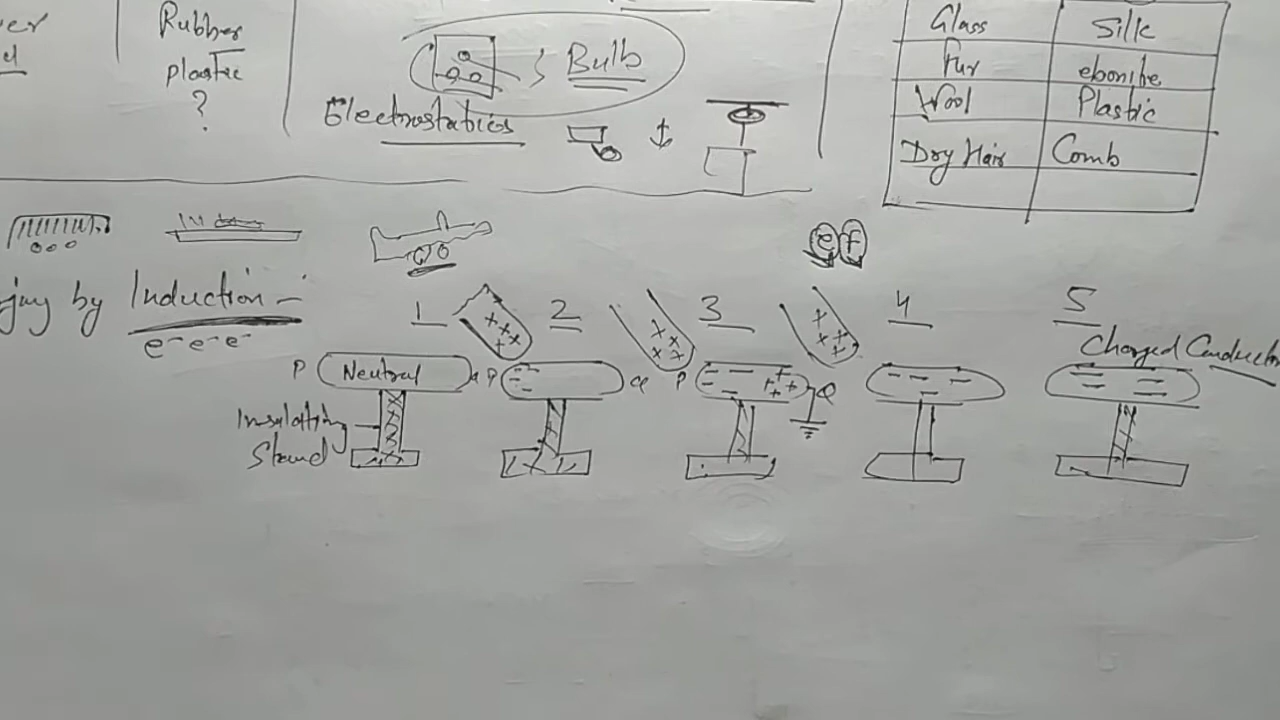 Rubber
plastic
?
Bulb
Electrostatics
Glass Silk
Fur ebonite
Wool Plastic
Dry Hair Comb
e f
by Induction -
e- e- e-
1 2 3 4 5
Charged Conductor
P Neutral Q P Q P Q
+ + + +
+ + + +
+ + + +
- - -
- - + + + +
- - -
- - - -
Insulating
Stand